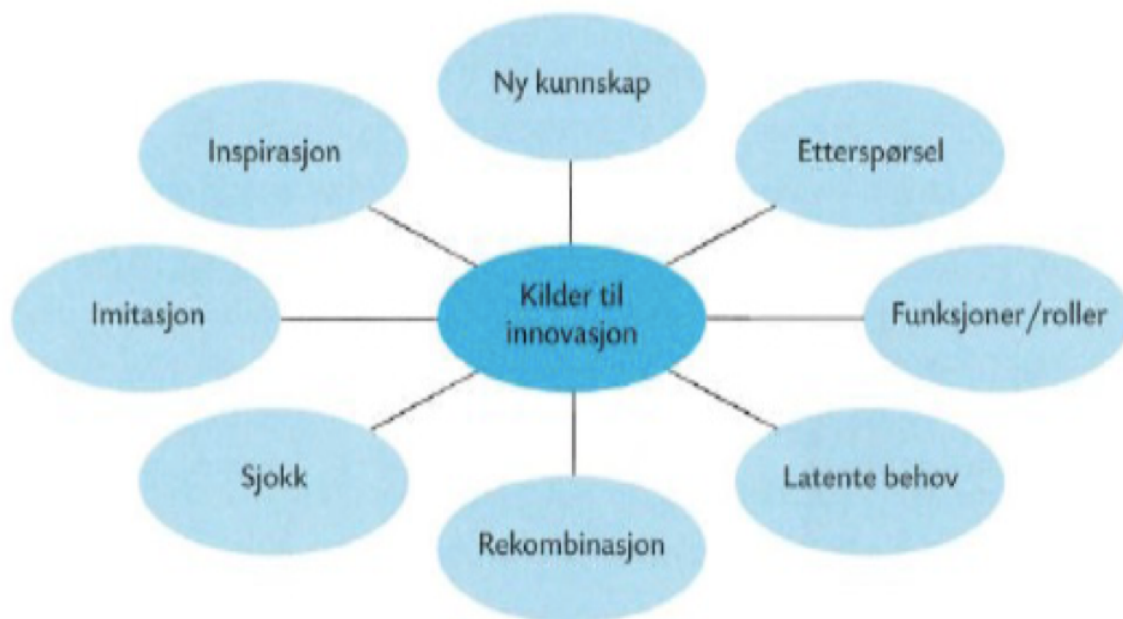 Ny kunnskap
Inspirasjon
Etterspørsel
Imitasjon
Kilder til
innovasjon
Funksjoner/roller
Sjokk
Latente behov
Rekombinasjon